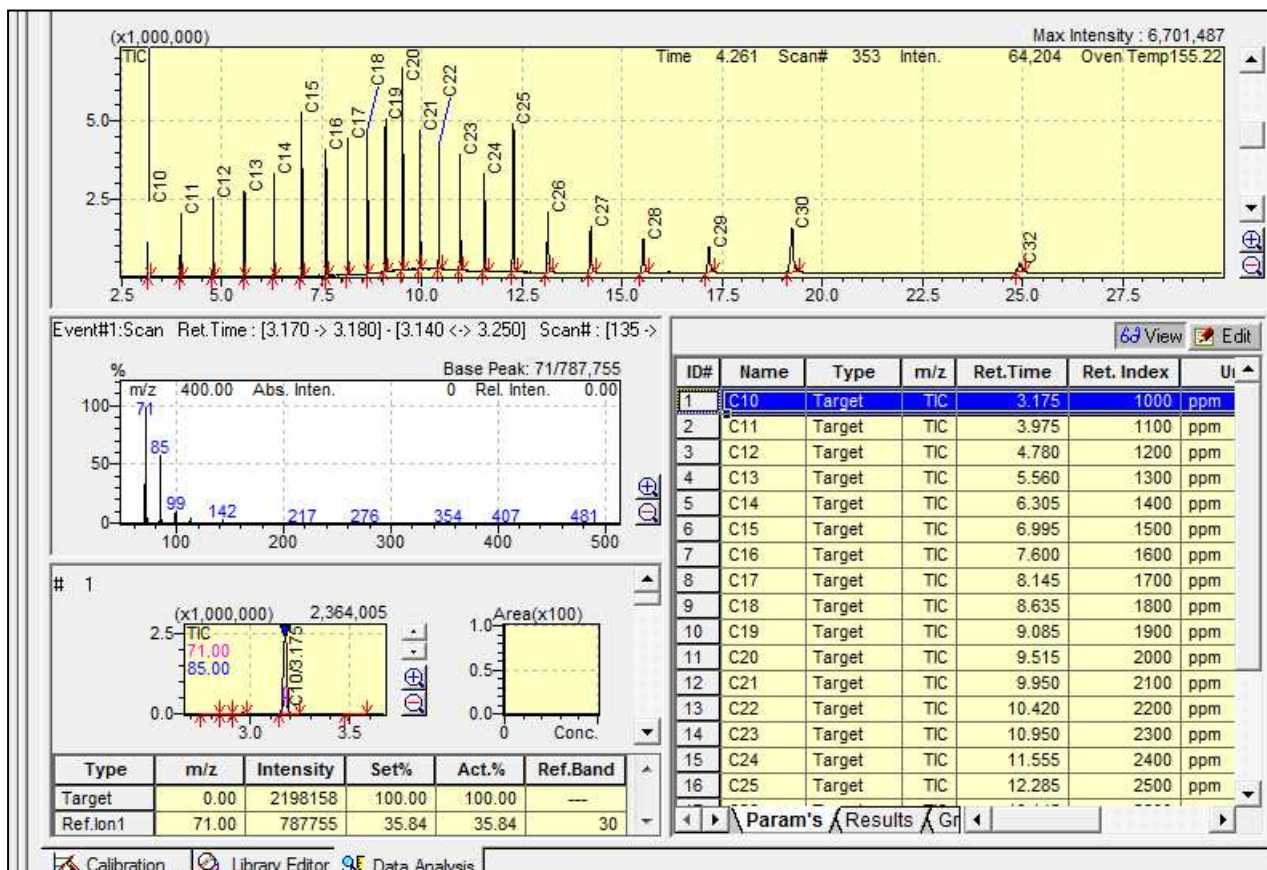 (x1,000,000) Max Intensity : 6,701,487
TIC Time 4.261 Scan# 353 Inten. 64,204 Oven Temp155.22
C10 C11 C12 C13 C14 C15 C16 C17 C18 C19 C20 C21 C22 C23 C24 C25 C26 C27 C28 C29 C30 C32
5.0
2.5
2.5 5.0 7.5 10.0 12.5 15.0 17.5 20.0 22.5 25.0 27.5
Event#1:Scan Ret.Time : [3.170 -> 3.180] - [3.140 <-> 3.250] Scan# : [135 ->
% Base Peak: 71/787,755
m/z 400.00 Abs. Inten. 0 Rel. Inten. 0.00
100
71
85
50
99 142 217 276 354 407 481
0
100 200 300 400 500
# 1
(x1,000,000) 2,364,005
2.5
TIC
71.00
85.00
C10/3.175
0.0
3.0 3.5
Area(x100)
1.0
0.5
0.0
0 Conc.
Type m/z Intensity Set% Act.% Ref.Band
Target 0.00 2198158 100.00 100.00 ---
Ref.Ion1 71.00 787755 35.84 35.84 30
View Edit
ID# Name Type m/z Ret.Time Ret. Index
1 C10 Target TIC 3.175 1000 ppm
2 C11 Target TIC 3.975 1100 ppm
3 C12 Target TIC 4.780 1200 ppm
4 C13 Target TIC 5.560 1300 ppm
5 C14 Target TIC 6.305 1400 ppm
6 C15 Target TIC 6.995 1500 ppm
7 C16 Target TIC 7.600 1600 ppm
8 C17 Target TIC 8.145 1700 ppm
9 C18 Target TIC 8.635 1800 ppm
10 C19 Target TIC 9.085 1900 ppm
11 C20 Target TIC 9.515 2000 ppm
12 C21 Target TIC 9.950 2100 ppm
13 C22 Target TIC 10.420 2200 ppm
14 C23 Target TIC 10.950 2300 ppm
15 C24 Target TIC 11.555 2400 ppm
16 C25 Target TIC 12.285 2500 ppm
Param's Results Gr
Calibration Library Editor Data Analysis